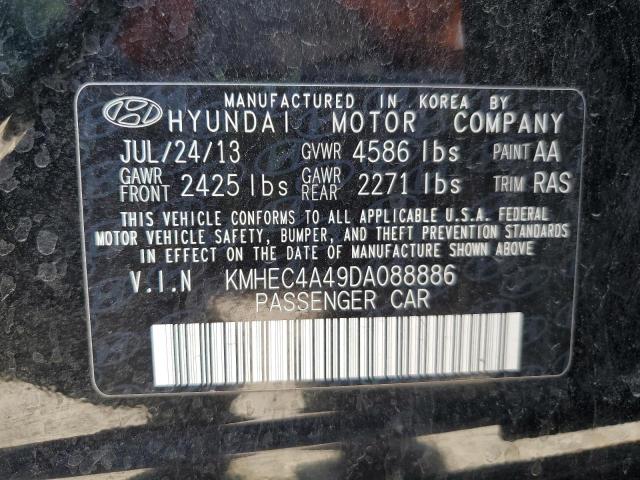 MANUFACTURED IN KOREA BY
HYUNDAI MOTOR COMPANY
JUL/24/13 GVWR 4586 lbs PAINT AA
GAWR FRONT 2425 lbs GAWR REAR 2271 lbs TRIM RAS
THIS VEHICLE CONFORMS TO ALL APPLICABLE U.S.A. FEDERAL
MOTOR VEHICLE SAFETY, BUMPER, AND THEFT PREVENTION STANDARDS
IN EFFECT ON THE DATE OF MANUFACTURE SHOWN ABOVE
V.I.N KMHEC4A49DA088886
PASSENGER CAR